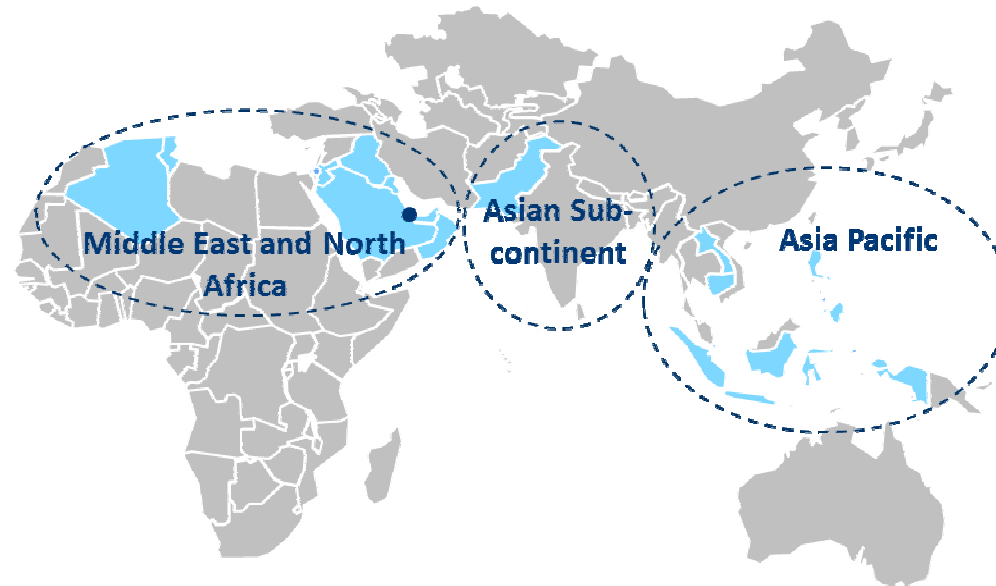 Middle East and North
Africa
Asian Sub-
continent
Asia Pacific